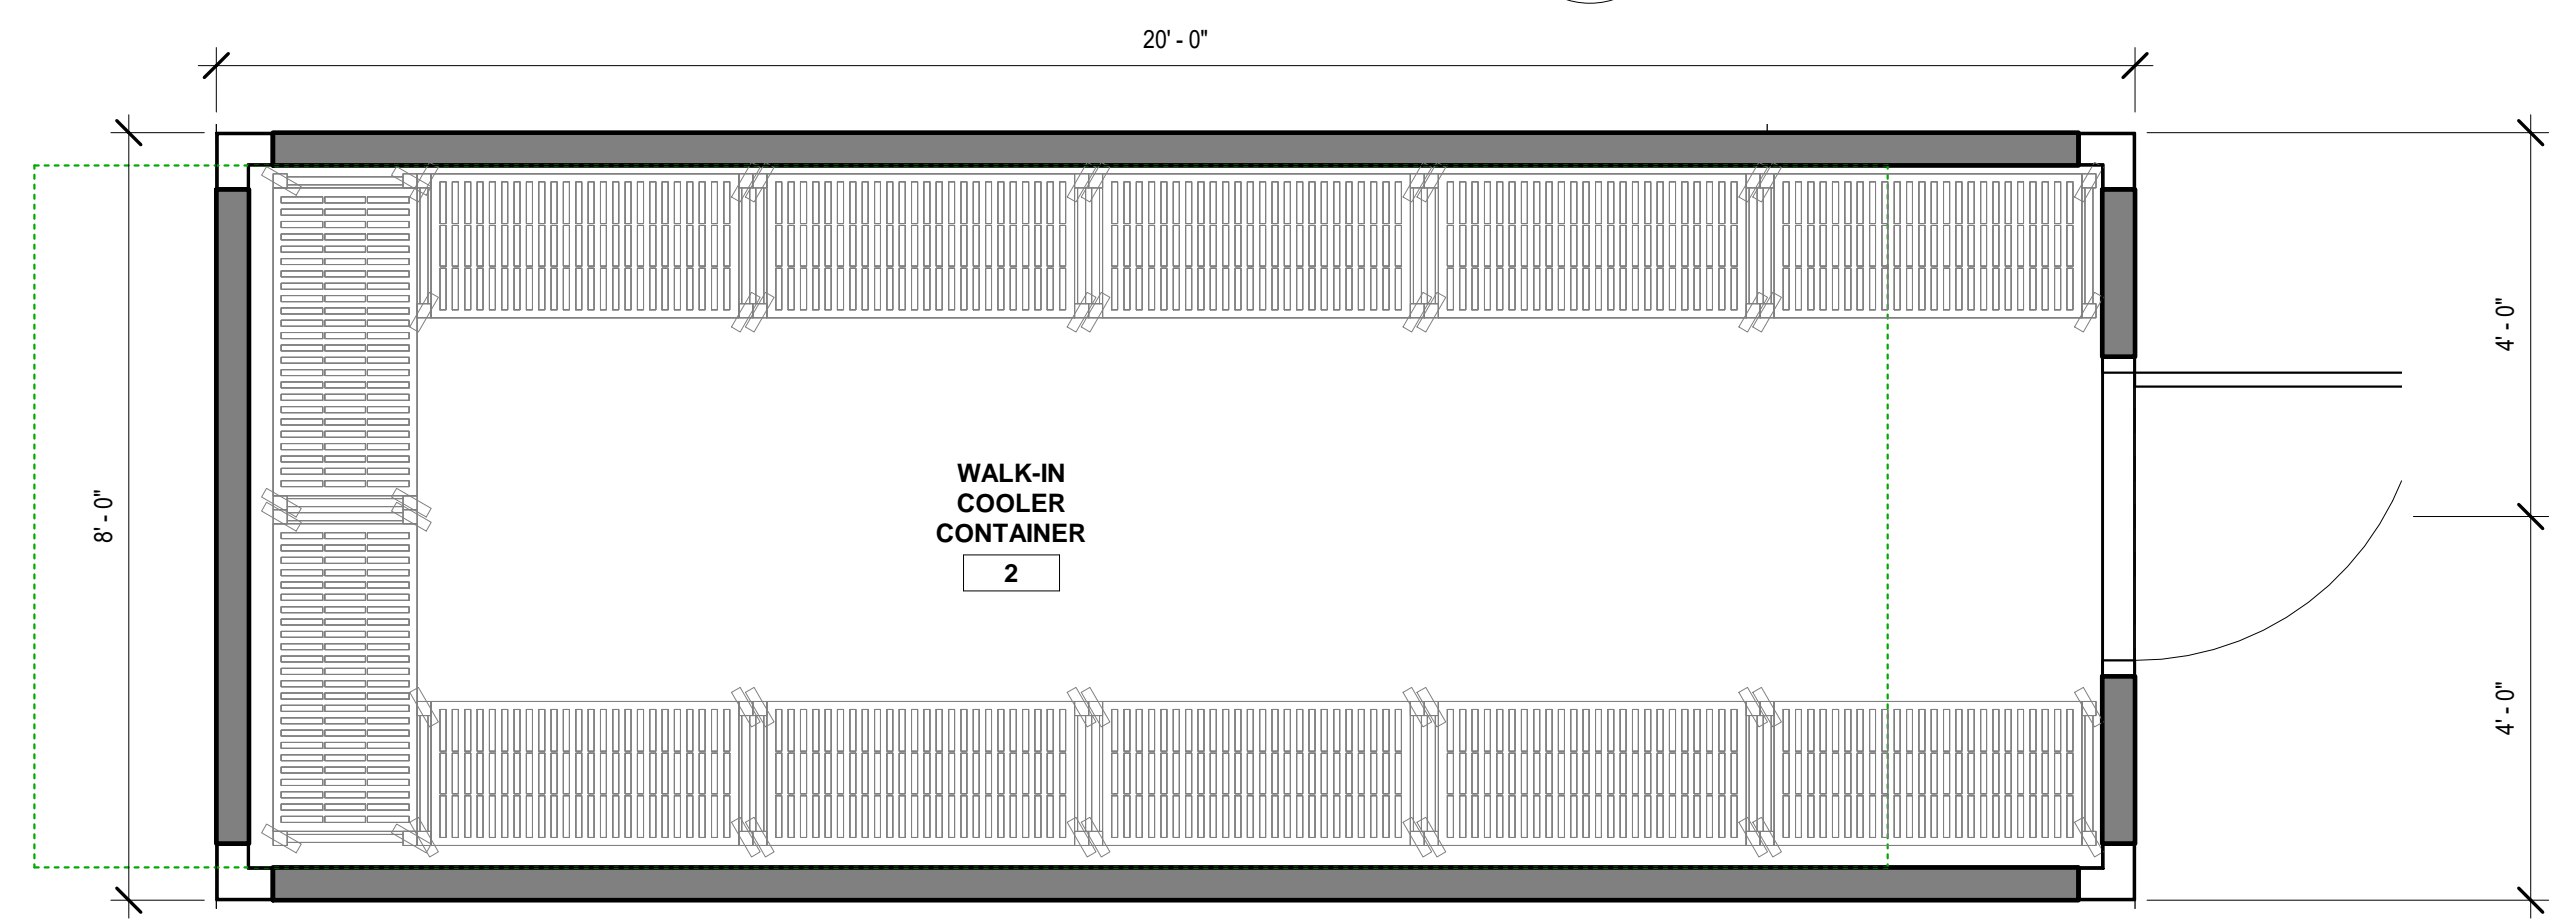 20' - 0"
8' - 0"
4' - 0"
WALK-IN
COOLER
CONTAINER
2
4' - 0"